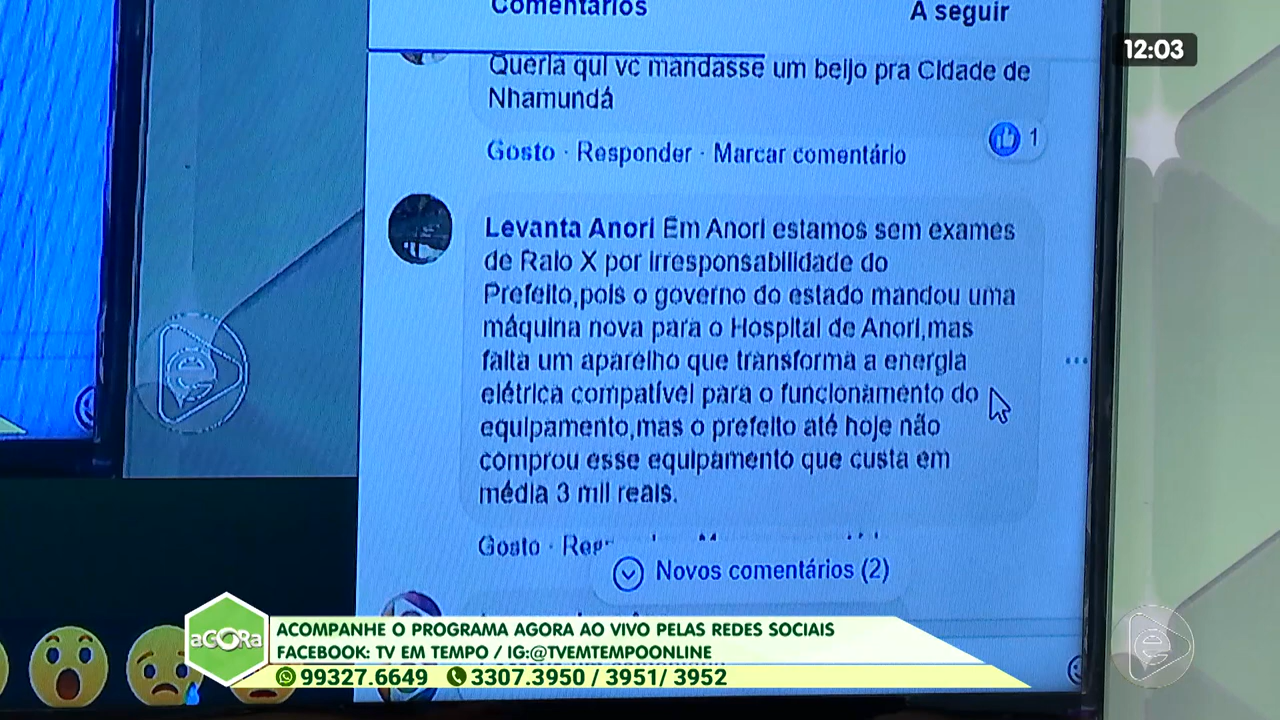 Comentários
A seguir
12:03
Queria qui vc mandasse um beijo pra Cidade de
Nhamundá
Gosto · Responder · Marcar comentário
1
Levanta Anori Em Anori estamos sem exames
de Raio X por irresponsabilidade do
Prefeito,pois o governo do estado mandou uma
máquina nova para o Hospital de Anori,mas
falta um aparelho que transforma a energia
elétrica compatível para o funcionamento do
equipamento,mas o prefeito até hoje não
comprou esse equipamento que custa em
média 3 mil reais.
Gosto ·
Novos comentários (2)
aGORa
ACOMPANHE O PROGRAMA AGORA AO VIVO PELAS REDES SOCIAIS
FACEBOOK: TV EM TEMPO / IG:@TVEMTEMPOONLINE
99327.6649 3307.3950 / 3951/ 3952